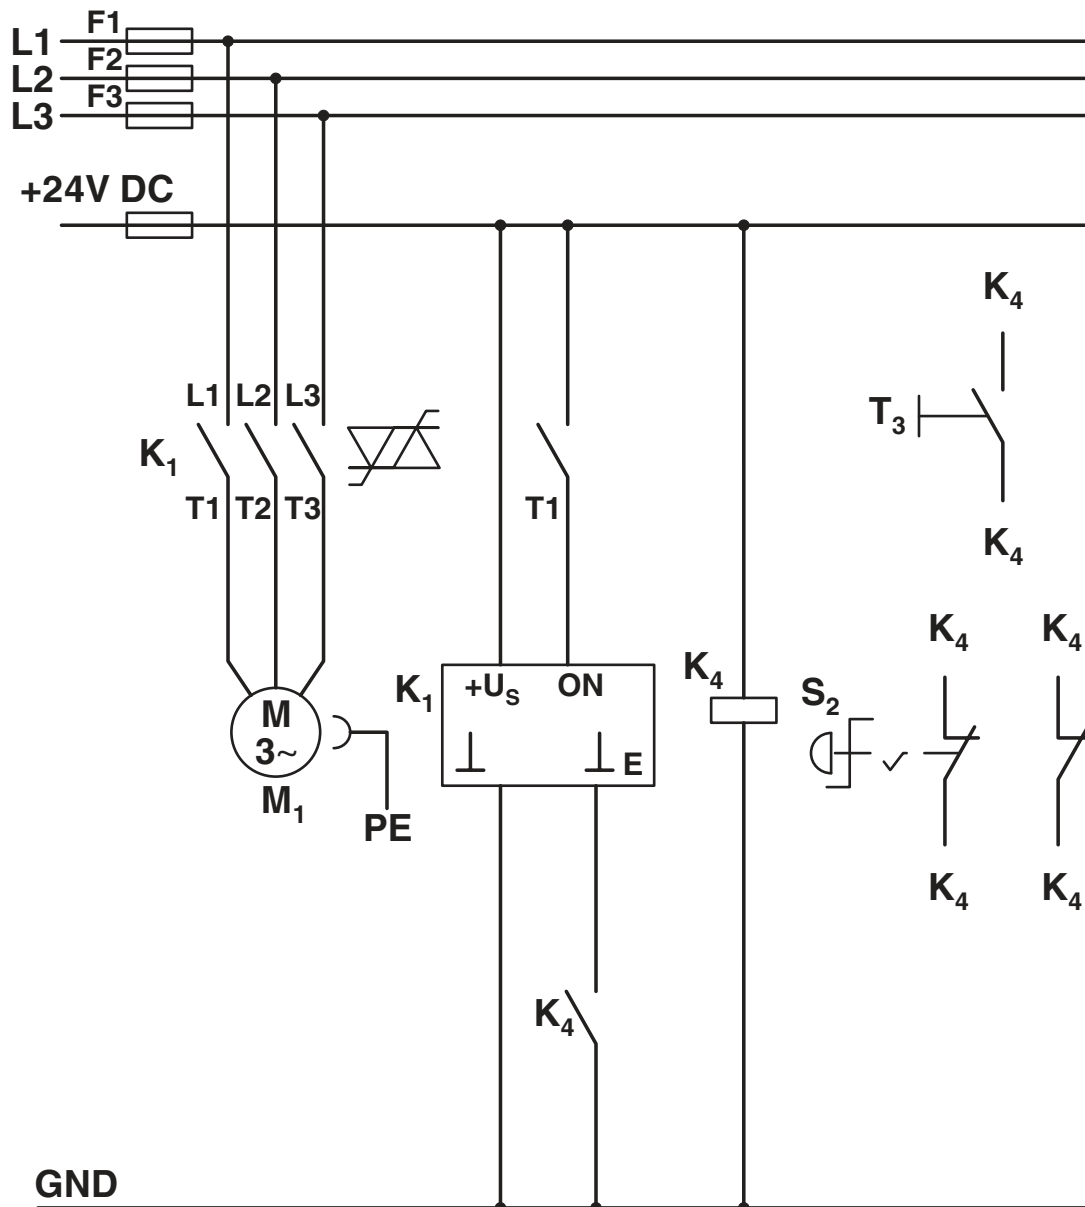 F1
L1
F2
L2
F3
L3
+24V DC
K4
L1 L2 L3
T3
K1
T1 T2 T3
T1
K4
K4 K4
K1 +US ON
K4
S2
M
3~
E
M1
PE
K4 K4
K4
GND